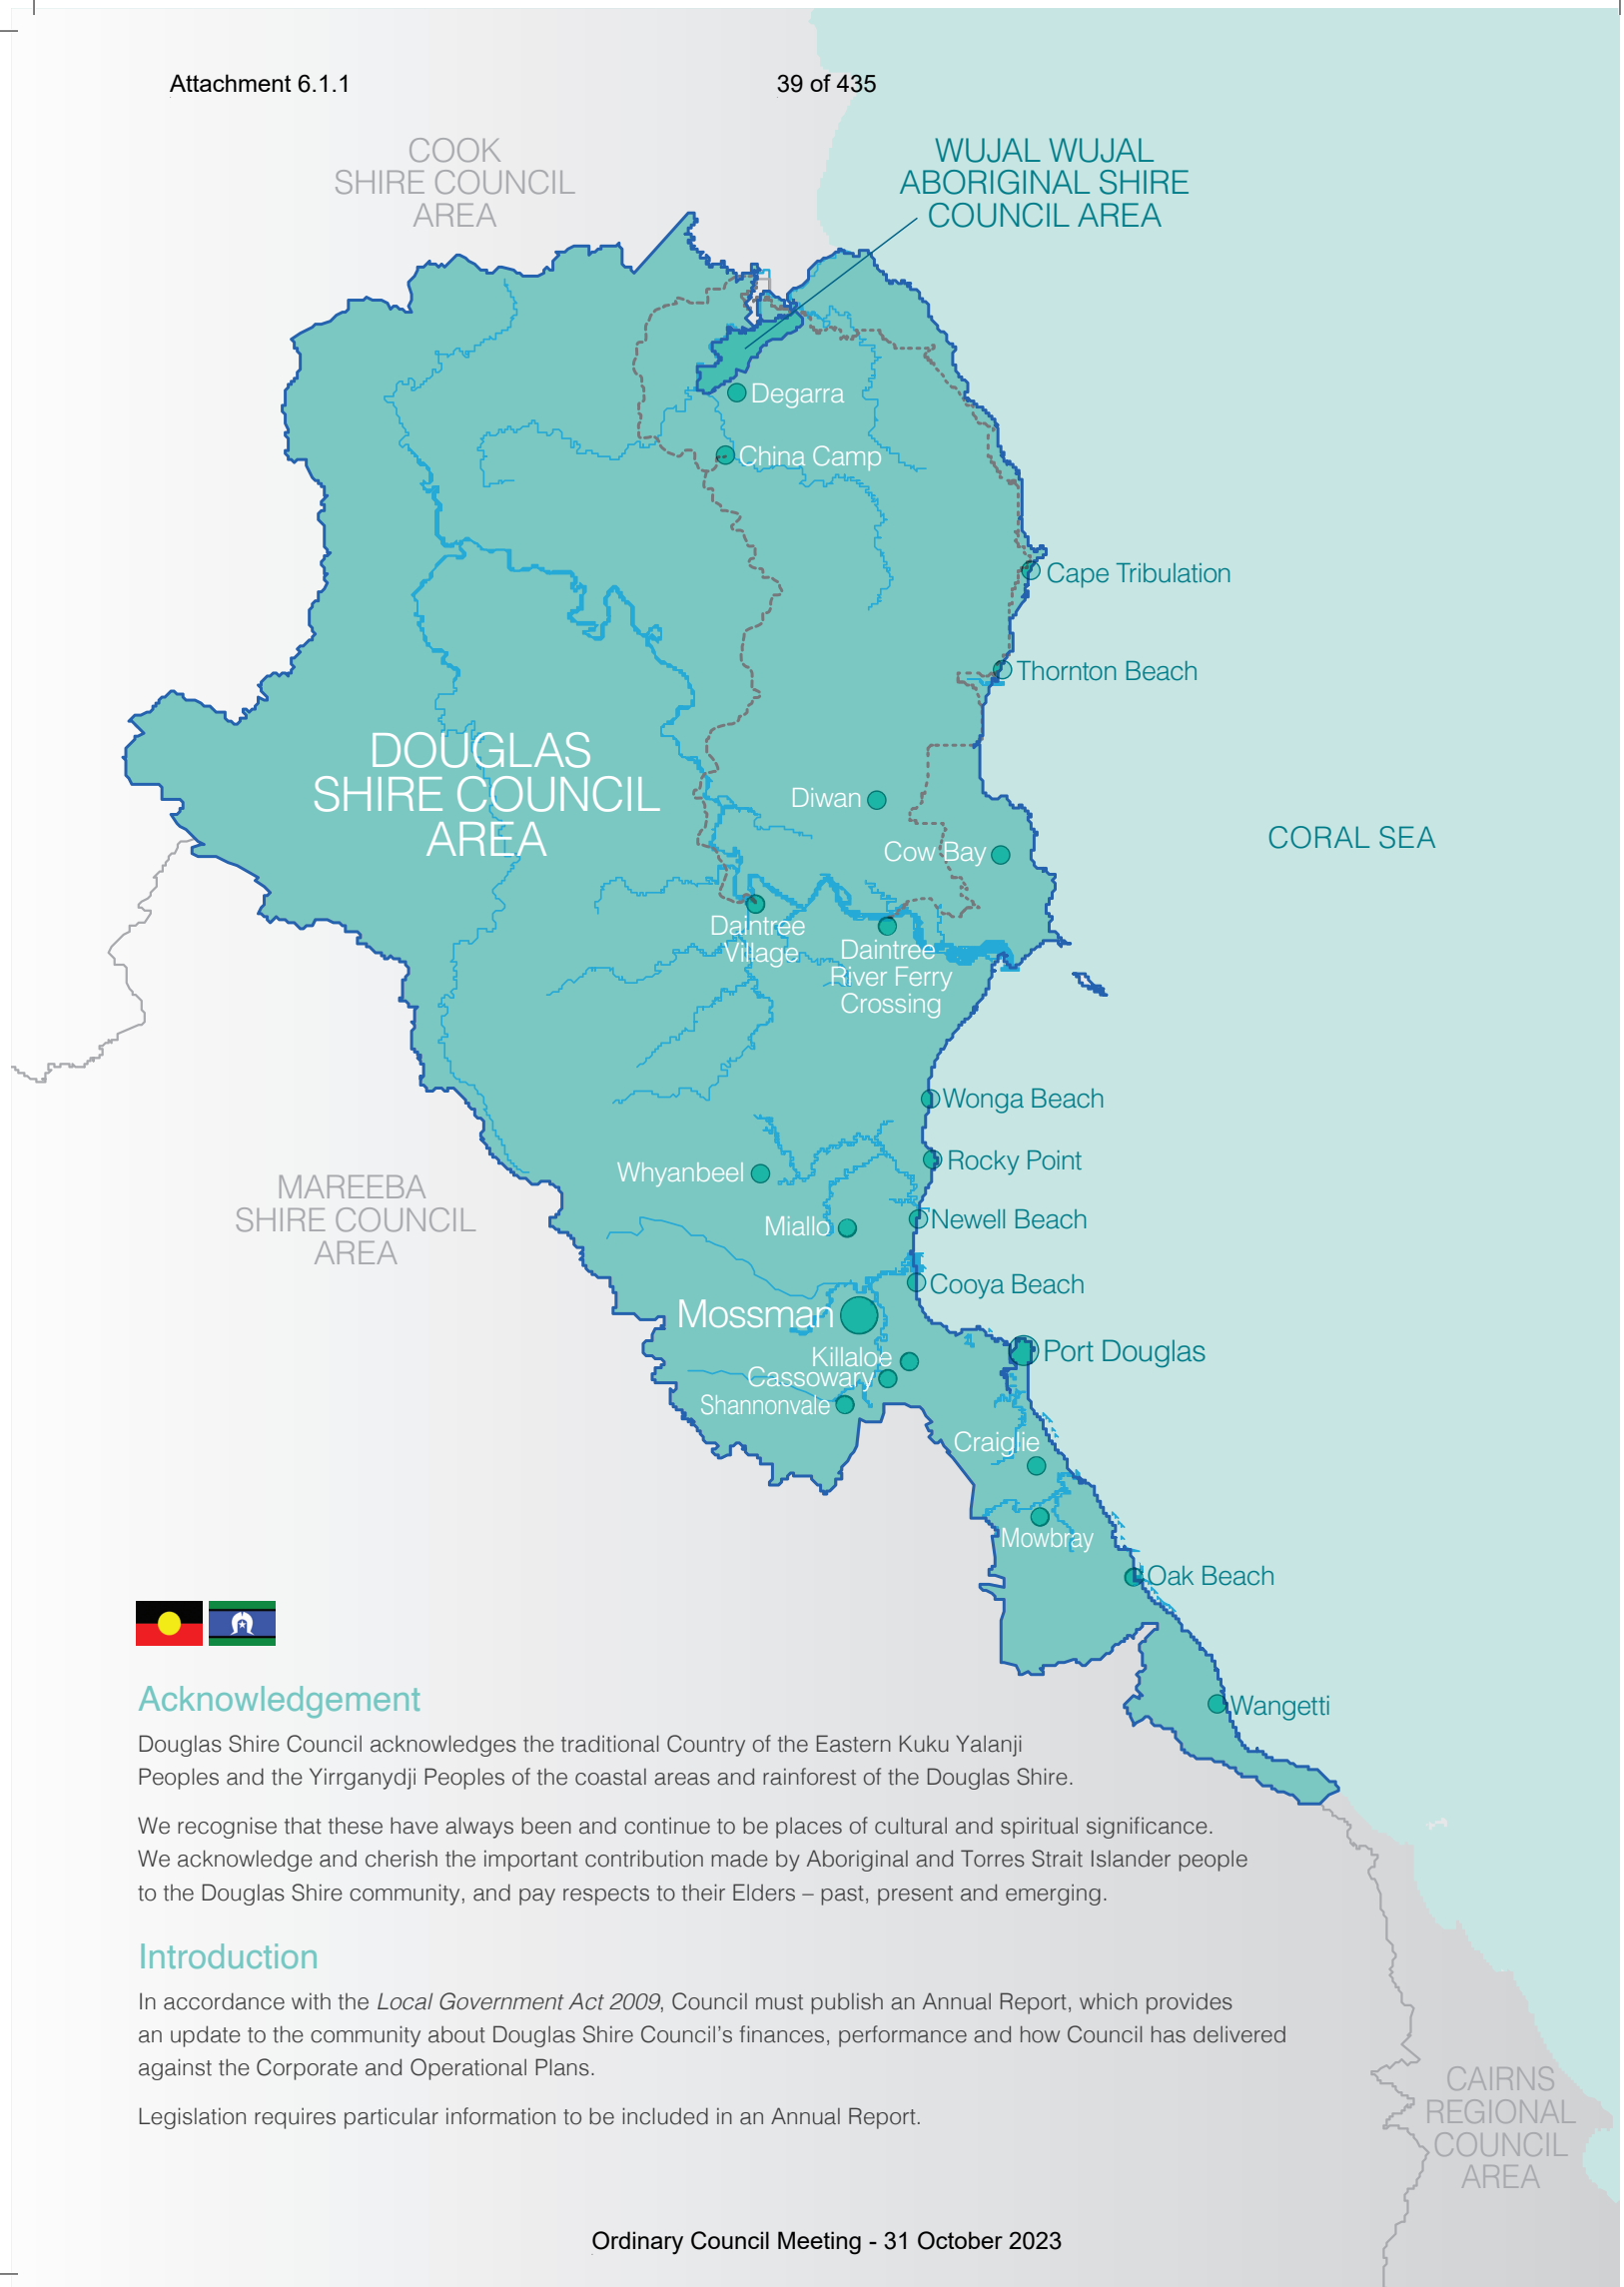 Attachment 6.1.1
39 of 435
COOK
SHIRE COUNCIL
AREA
WUJAL WUJAL
ABORIGINAL SHIRE
COUNCIL AREA
Degarra
China Camp
Cape Tribulation
Thornton Beach
DOUGLAS
SHIRE COUNCIL
AREA
Diwan
Cow Bay
CORAL SEA
Daintree
Village
Daintree
River Ferry
Crossing
Wonga Beach
Rocky Point
Whyanbeel
MAREEBA
SHIRE COUNCIL
AREA
Miallo
Newell Beach
Cooya Beach
Mossman
Port Douglas
Killaloe
Cassowary
Shannonvale
Craiglie
Mowbray
Oak Beach
Wangetti
Acknowledgement
Douglas Shire Council acknowledges the traditional Country of the Eastern Kuku Yalanji
Peoples and the Yirrganydji Peoples of the coastal areas and rainforest of the Douglas Shire.
We recognise that these have always been and continue to be places of cultural and spiritual significance.
We acknowledge and cherish the important contribution made by Aboriginal and Torres Strait Islander people
to the Douglas Shire community, and pay respects to their Elders – past, present and emerging.
Introduction
In accordance with the Local Government Act 2009, Council must publish an Annual Report, which provides
an update to the community about Douglas Shire Council's finances, performance and how Council has delivered
against the Corporate and Operational Plans.
Legislation requires particular information to be included in an Annual Report.
CAIRNS
REGIONAL
COUNCIL
AREA
Ordinary Council Meeting - 31 October 2023